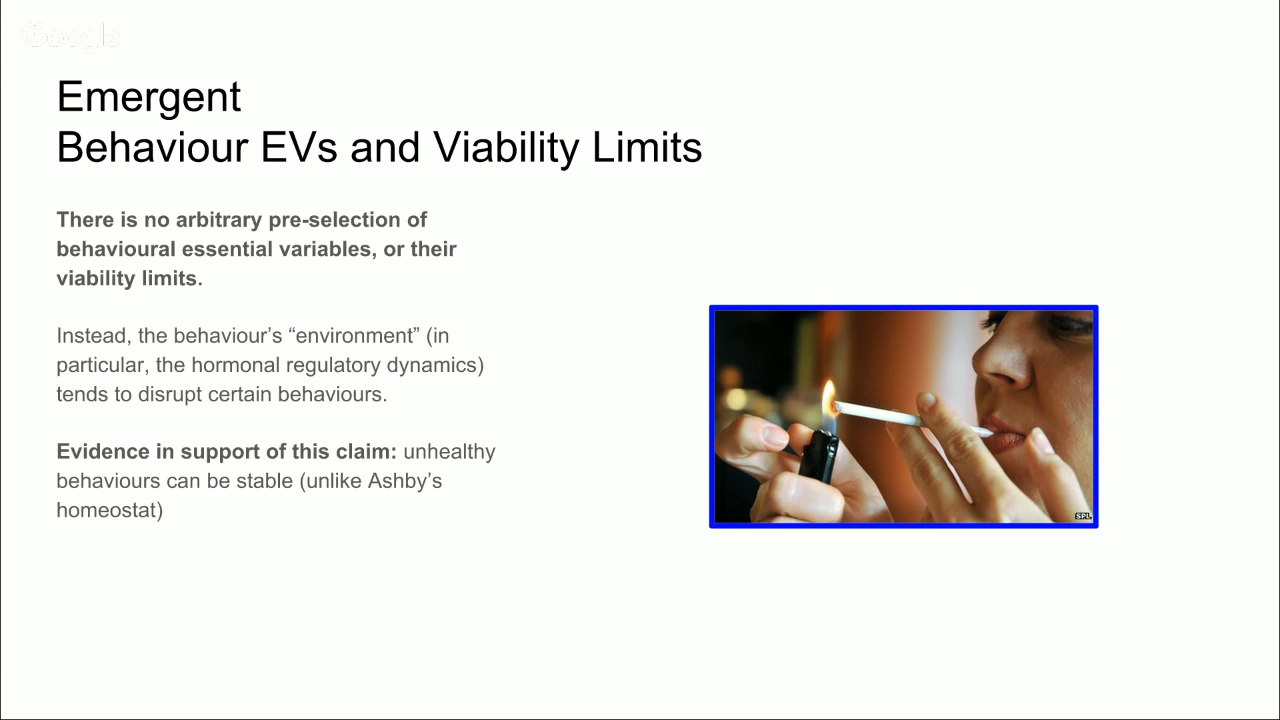 Google
Emergent
Behaviour EVs and Viability Limits
There is no arbitrary pre-selection of
behavioural essential variables, or their
viability limits.
Instead, the behaviour’s “environment” (in
particular, the hormonal regulatory dynamics)
tends to disrupt certain behaviours.
Evidence in support of this claim: unhealthy
behaviours can be stable (unlike Ashby’s
homeostat)
SPL